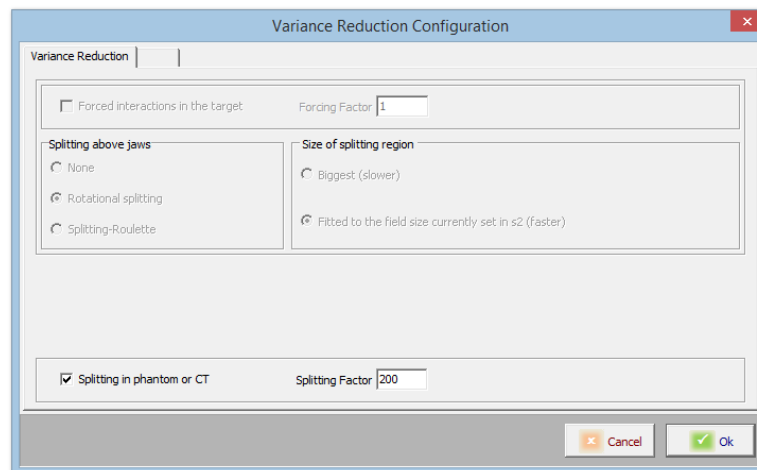 Variance Reduction Configuration
Variance Reduction
Forced interactions in the target Forcing Factor 1
Splitting above jaws Size of splitting region
None Biggest (slower)
Rotational splitting Fitted to the field size currently set in s2 (faster)
Splitting-Roulette
Splitting in phantom or CT Splitting Factor 200
Cancel Ok